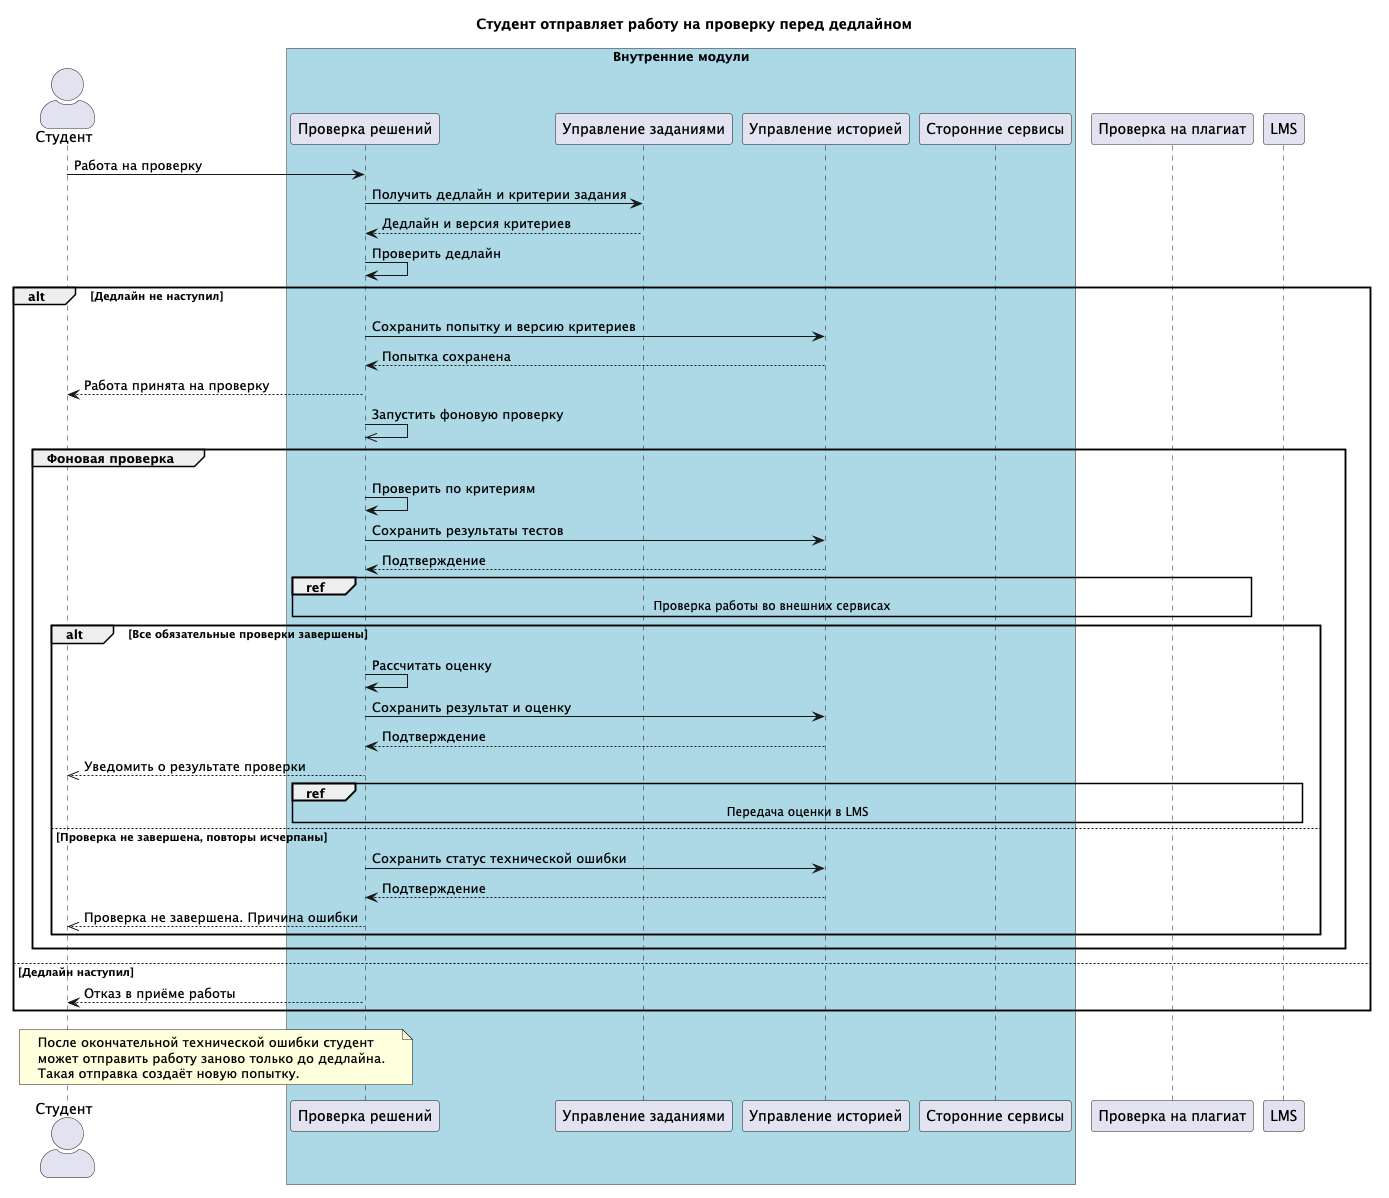 Студент отправляет работу на проверку перед дедлайном
Внутренние модули
Студент
Проверка решений
Управление заданиями
Управление историей
Сторонние сервисы
Проверка на плагиат
LMS
Работа на проверку
Получить дедлайн и критерии задания
Дедлайн и версия критериев
Проверить дедлайн
alt
[Дедлайн не наступил]
Сохранить попытку и версию критериев
Попытка сохранена
Работа принята на проверку
Запустить фоновую проверку
Фоновая проверка
Проверить по критериям
Сохранить результаты тестов
Подтверждение
ref
Проверка работы во внешних сервисах
alt
[Все обязательные проверки завершены]
Рассчитать оценку
Сохранить результат и оценку
Подтверждение
Уведомить о результате проверки
ref
Передача оценки в LMS
[Проверка не завершена, повторы исчерпаны]
Сохранить статус технической ошибки
Подтверждение
Проверка не завершена. Причина ошибки
[Дедлайн наступил]
Отказ в приёме работы
После окончательной технической ошибки студент
может отправить работу заново только до дедлайна.
Такая отправка создаёт новую попытку.
Студент
Проверка решений
Управление заданиями
Управление историей
Сторонние сервисы
Проверка на плагиат
LMS